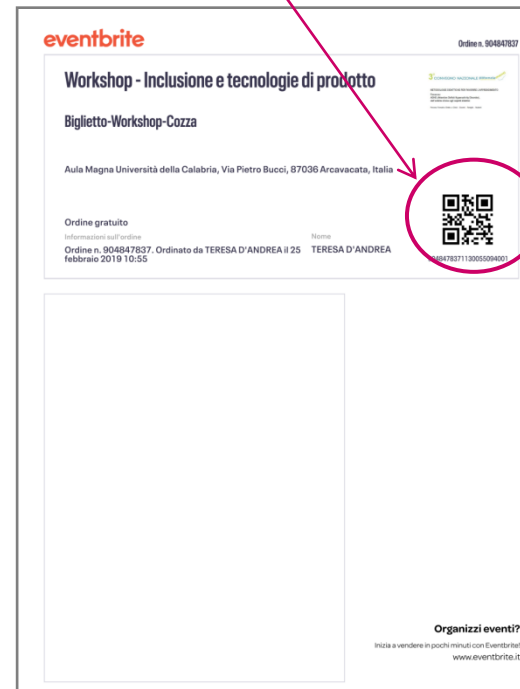 eventbrite
Ordine n. 904847837
Workshop - Inclusione e tecnologie di prodotto
CONVEGNO NAZIONALE
Biglietto-Workshop-Cozza
Aula Magna Università della Calabria, Via Pietro Bucci, 87036 Arcavacata, Italia
Ordine gratuito
Informazioni sull'ordine
Nome
Ordine n. 904847837. Ordinato da TERESA D'ANDREA il 25
febbraio 2019 10:55
TERESA D'ANDREA
9048478371130055094001
Organizzi eventi?
Inizia a vendere in pochi minuti con Eventbrite!
www.eventbrite.it